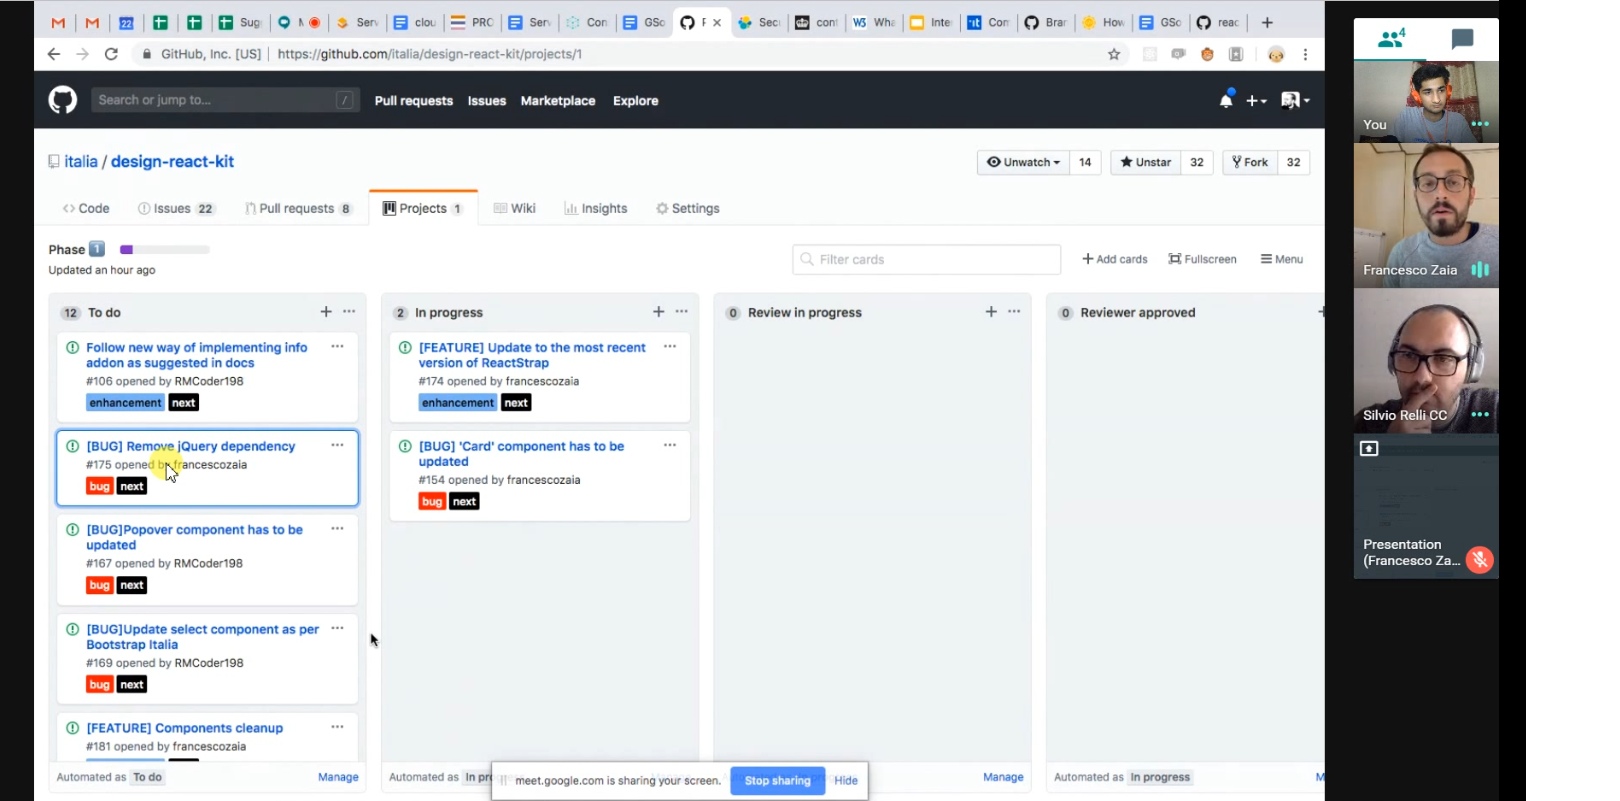 22
Sug
M
Serv
clou
PRO
Serv
Con
GSo
F
Secu
cont
W3
Wha
Inte
it
Com
Brar
How
GSo
reac
GitHub, Inc. [US] | https://github.com/italia/design-react-kit/projects/1
Search or jump to...
/
Pull requests
Issues
Marketplace
Explore
italia / design-react-kit
Unwatch
14
Unstar
32
Fork
32
Code
Issues 22
Pull requests 8
Projects 1
Wiki
Insights
Settings
Phase 1
Updated an hour ago
Filter cards
Add cards
Fullscreen
Menu
12 To do
Follow new way of implementing info
addon as suggested in docs
#106 opened by RMCoder198
enhancement next
[BUG] Remove jQuery dependency
#175 opened by francescozaia
bug next
[BUG]Popover component has to be
updated
#167 opened by RMCoder198
bug next
[BUG]Update select component as per
Bootstrap Italia
#169 opened by RMCoder198
bug next
[FEATURE] Components cleanup
#181 opened by francescozaia
Automated as To do
Manage
2 In progress
[FEATURE] Update to the most recent
version of ReactStrap
#174 opened by francescozaia
enhancement next
[BUG] 'Card' component has to be
updated
#154 opened by francescozaia
bug next
Automated as In pro
0 Review in progress
Manage
0 Reviewer approved
Automated as In progress
M
meet.google.com is sharing your screen.
Stop sharing
Hide
4
You
Francesco Zaia
Silvio Relli CC
Presentation
(Francesco Za...